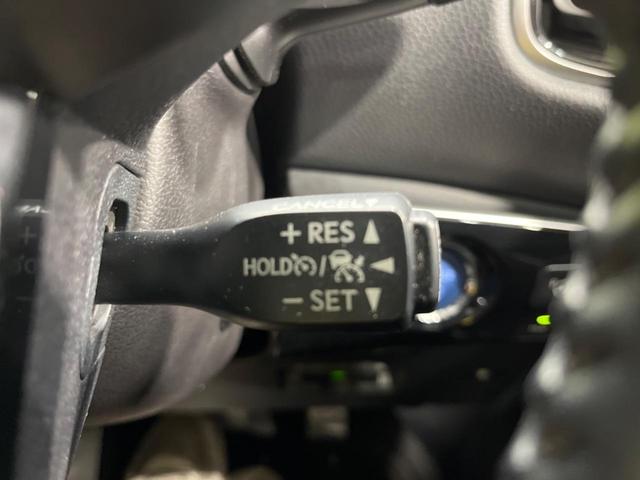 CANCEL▼
+ RES ▲
HOLD / ◀
− SET ▼